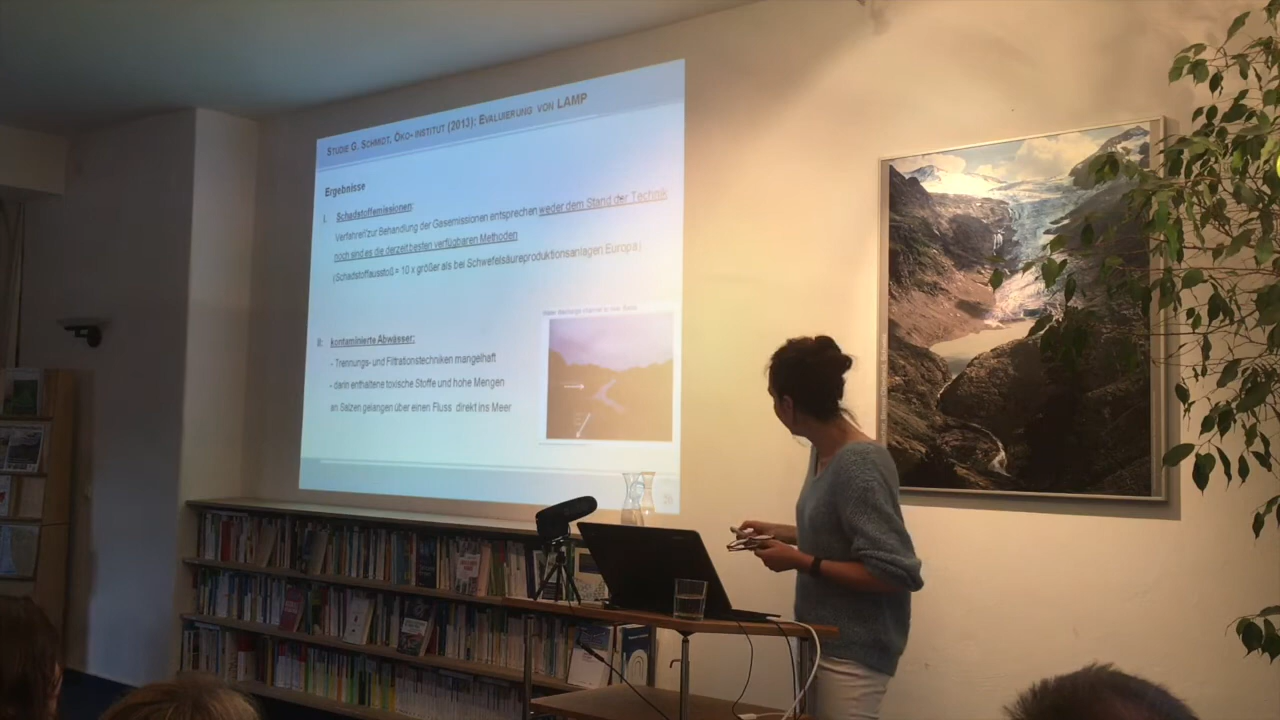 STUDIE G. SCHMIDT, ÖKO-INSTITUT (2013): EVALUIERUNG VON LAMP
Ergebnisse
I. Schadstoffemissionen:
Verfahren zur Behandlung der Gasemissionen entsprechen weder dem Stand der Technik
noch sind es die derzeit besten verfügbaren Methoden
(Schadstoffausstoß = 10 x größer als bei Schwefelsäureproduktionsanlagen Europa)
II: kontaminierte Abwässer:
- Trennungs- und Filtrationstechniken mangelhaft
- darin enthaltene toxische Stoffe und hohe Mengen
an Salzen gelangen über einen Fluss direkt ins Meer